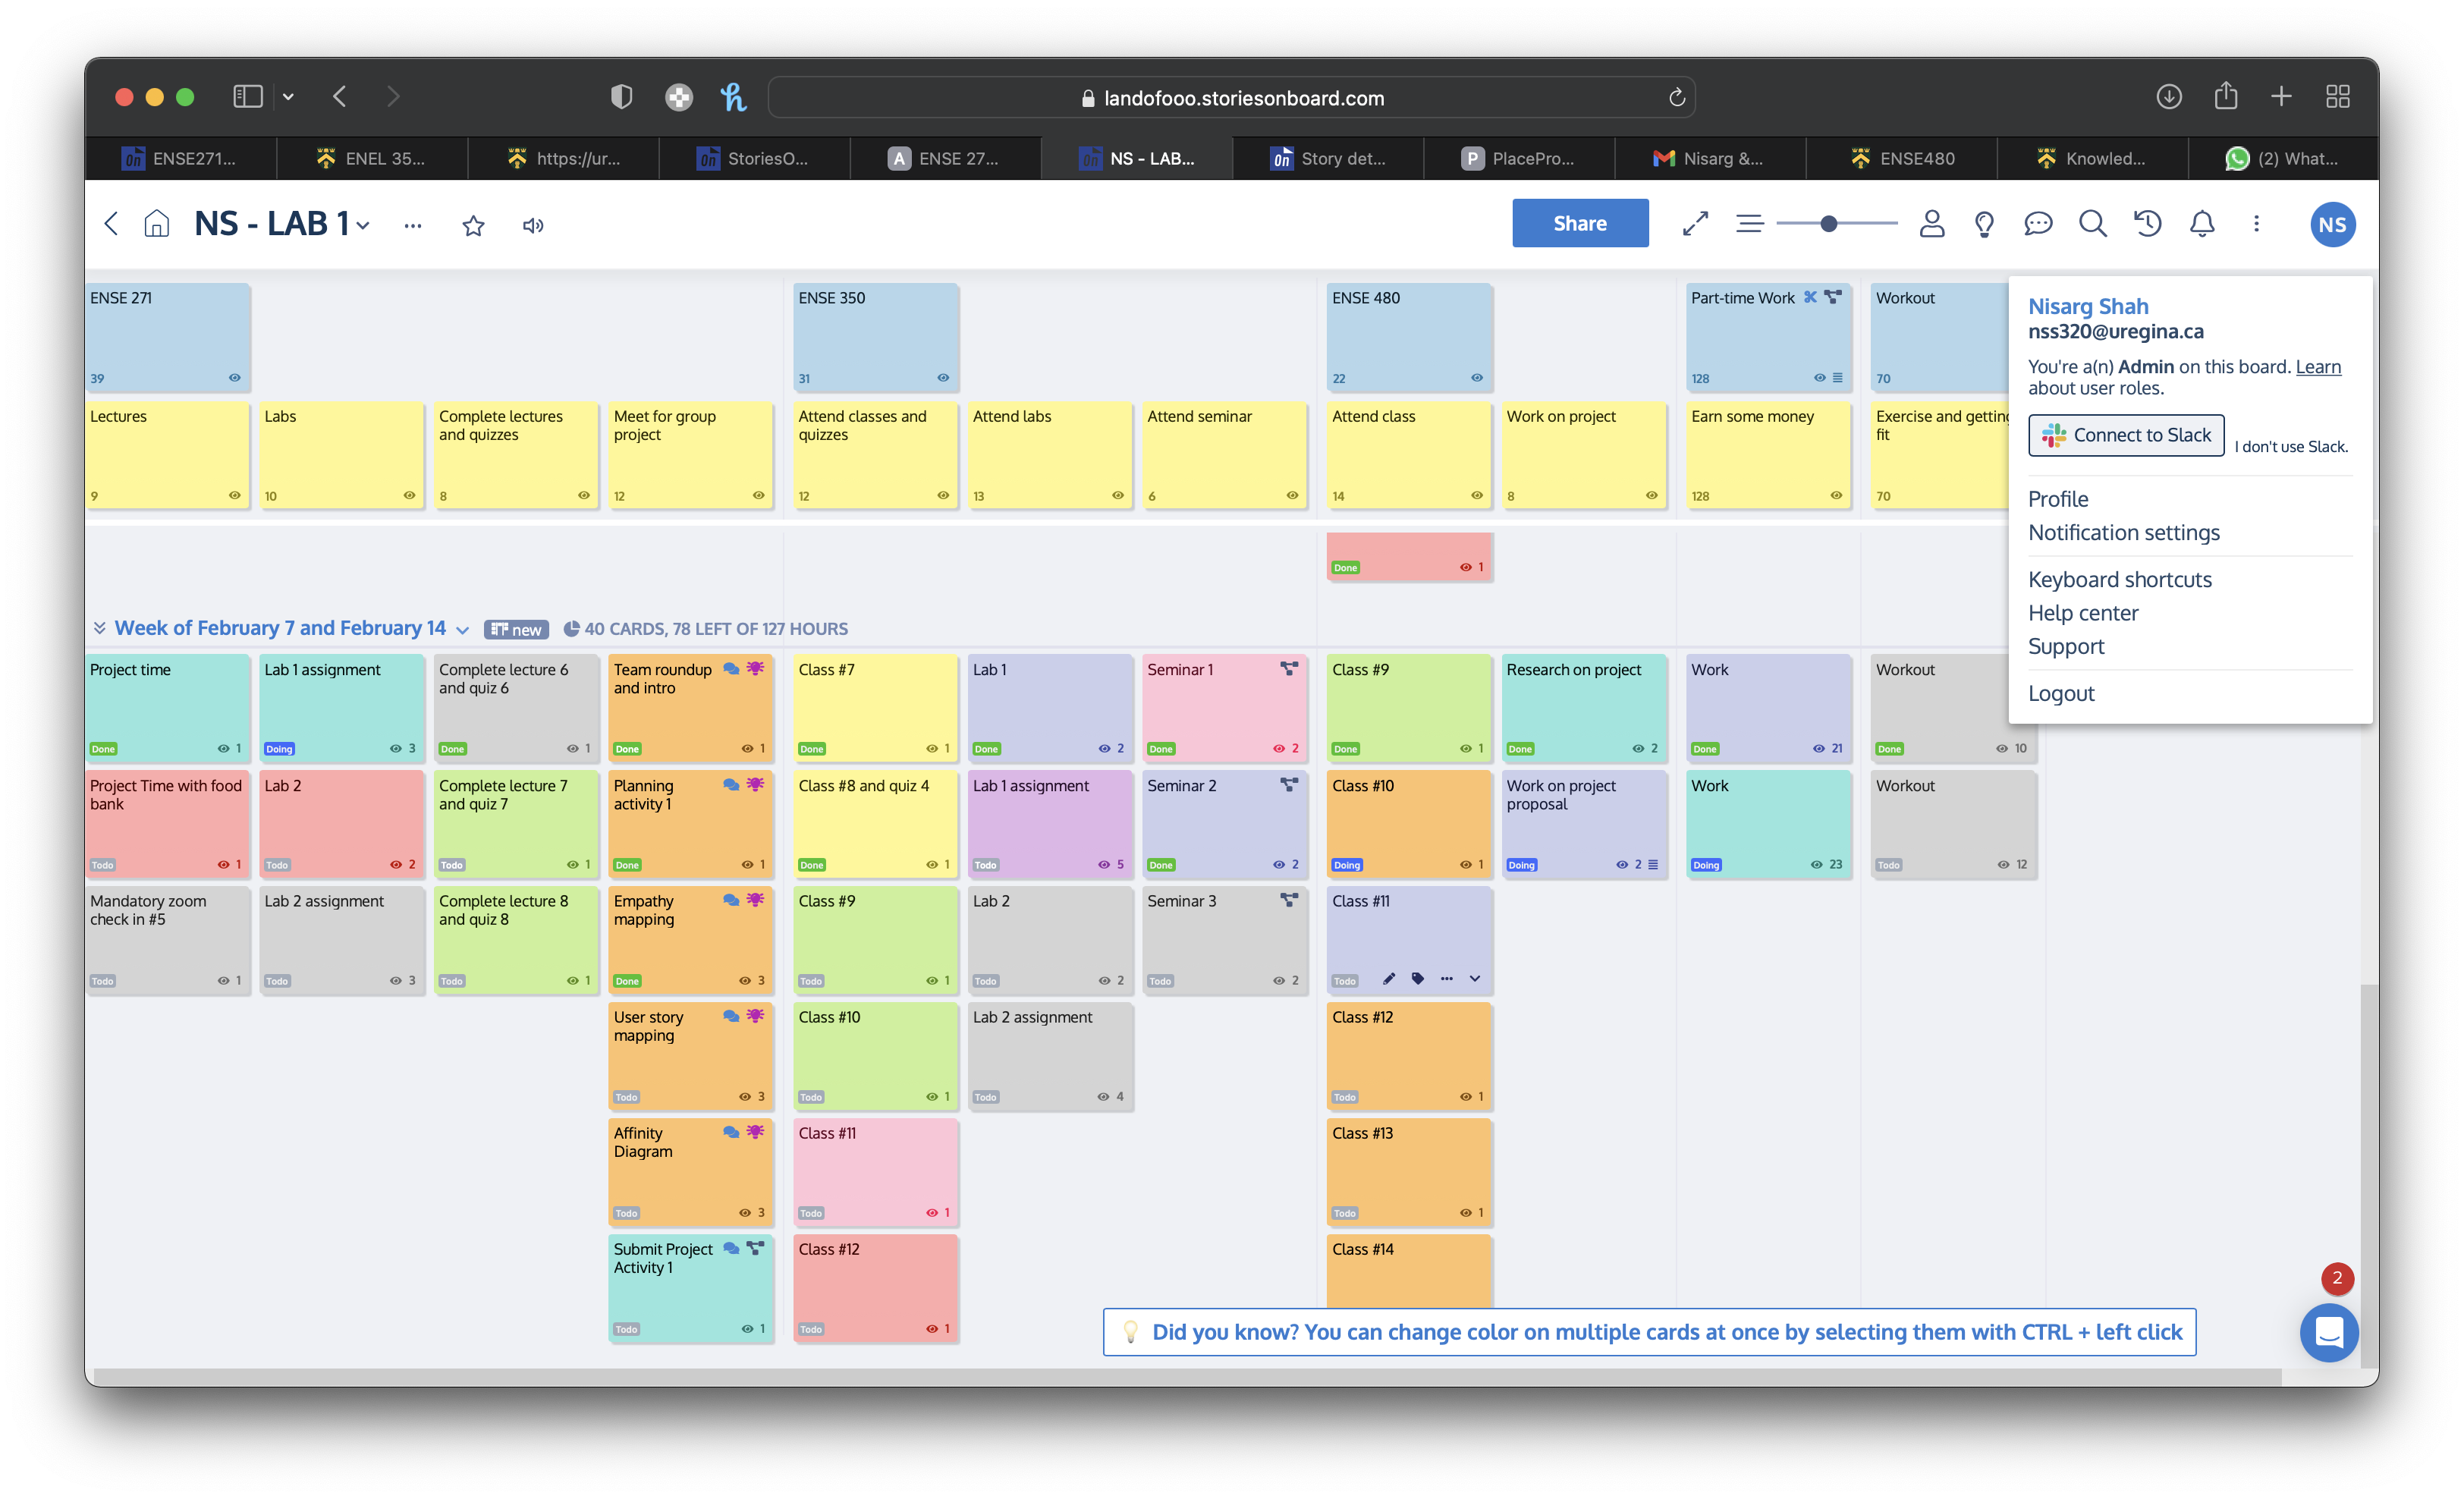 landofooo.storiesonboard.com
ENSE271...
ENEL 35...
https://ur...
StoriesO...
A ENSE 27...
NS - LAB...
Story det...
P PlacePro...
Nisarg &...
ENSE480
Knowled...
(2) What...
NS - LAB 1
...
Share
NS
ENSE 271
39
ENSE 350
31
ENSE 480
22
Part-time Work
128
Workout
70
Nisarg Shah
nss320@uregina.ca
You're a(n) Admin on this board. Learn
about user roles.
Connect to Slack
I don't use Slack.
Profile
Notification settings
Keyboard shortcuts
Help center
Support
Logout
Lectures
9
Labs
10
Complete lectures
and quizzes
8
Meet for group
project
12
Attend classes and
quizzes
12
Attend labs
13
Attend seminar
6
Attend class
14
Work on project
8
Earn some money
128
Exercise and getting
fit
70
Done 1
Week of February 7 and February 14
new
40 CARDS, 78 LEFT OF 127 HOURS
Project time
Done 1
Lab 1 assignment
Doing 3
Complete lecture 6
and quiz 6
Done 1
Team roundup
and intro
Done 1
Class #7
Done 1
Lab 1
Done 2
Seminar 1
Done 2
Class #9
Done 1
Research on project
Done 2
Work
Done 21
Workout
Done 10
Project Time with food
bank
Todo 1
Lab 2
Todo 2
Complete lecture 7
and quiz 7
Todo 1
Planning
activity 1
Done 1
Class #8 and quiz 4
Done 1
Lab 1 assignment
Todo 5
Seminar 2
Done 2
Class #10
Doing 1
Work on project
proposal
Doing 2
Work
Doing 23
Workout
Todo 12
Mandatory zoom
check in #5
Todo 1
Lab 2 assignment
Todo 3
Complete lecture 8
and quiz 8
Todo 1
Empathy
mapping
Done 3
Class #9
Todo 1
Lab 2
Todo 2
Seminar 3
Todo 2
Class #11
Todo
User story
mapping
Todo 3
Class #10
Todo 1
Lab 2 assignment
Todo 4
Class #12
Todo 1
Affinity
Diagram
Todo 3
Class #11
Todo 1
Class #13
Todo 1
Submit Project
Activity 1
Todo 1
Class #12
Todo 1
Class #14
2
Did you know? You can change color on multiple cards at once by selecting them with CTRL + left click